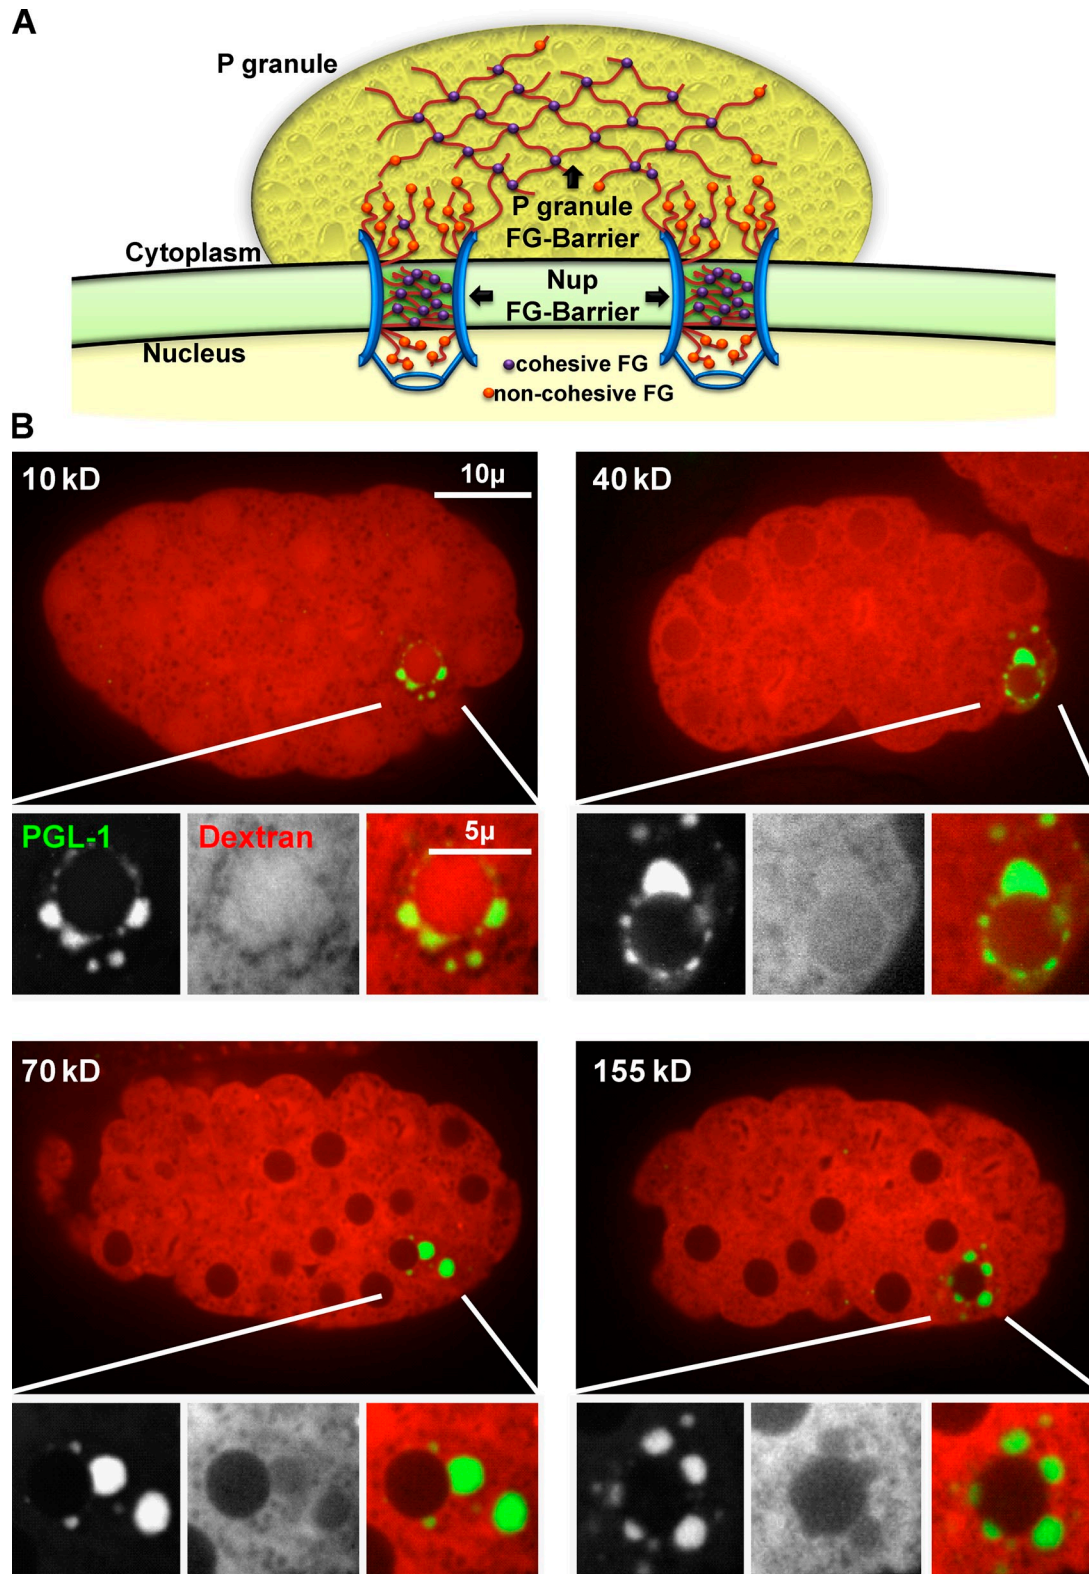 A
P granule
P granule
FG-Barrier
Cytoplasm
Nup
FG-Barrier
Nucleus
cohesive FG
non-cohesive FG
B
10 kD
10µ
40 kD
PGL-1
Dextran
5µ
70 kD
155 kD